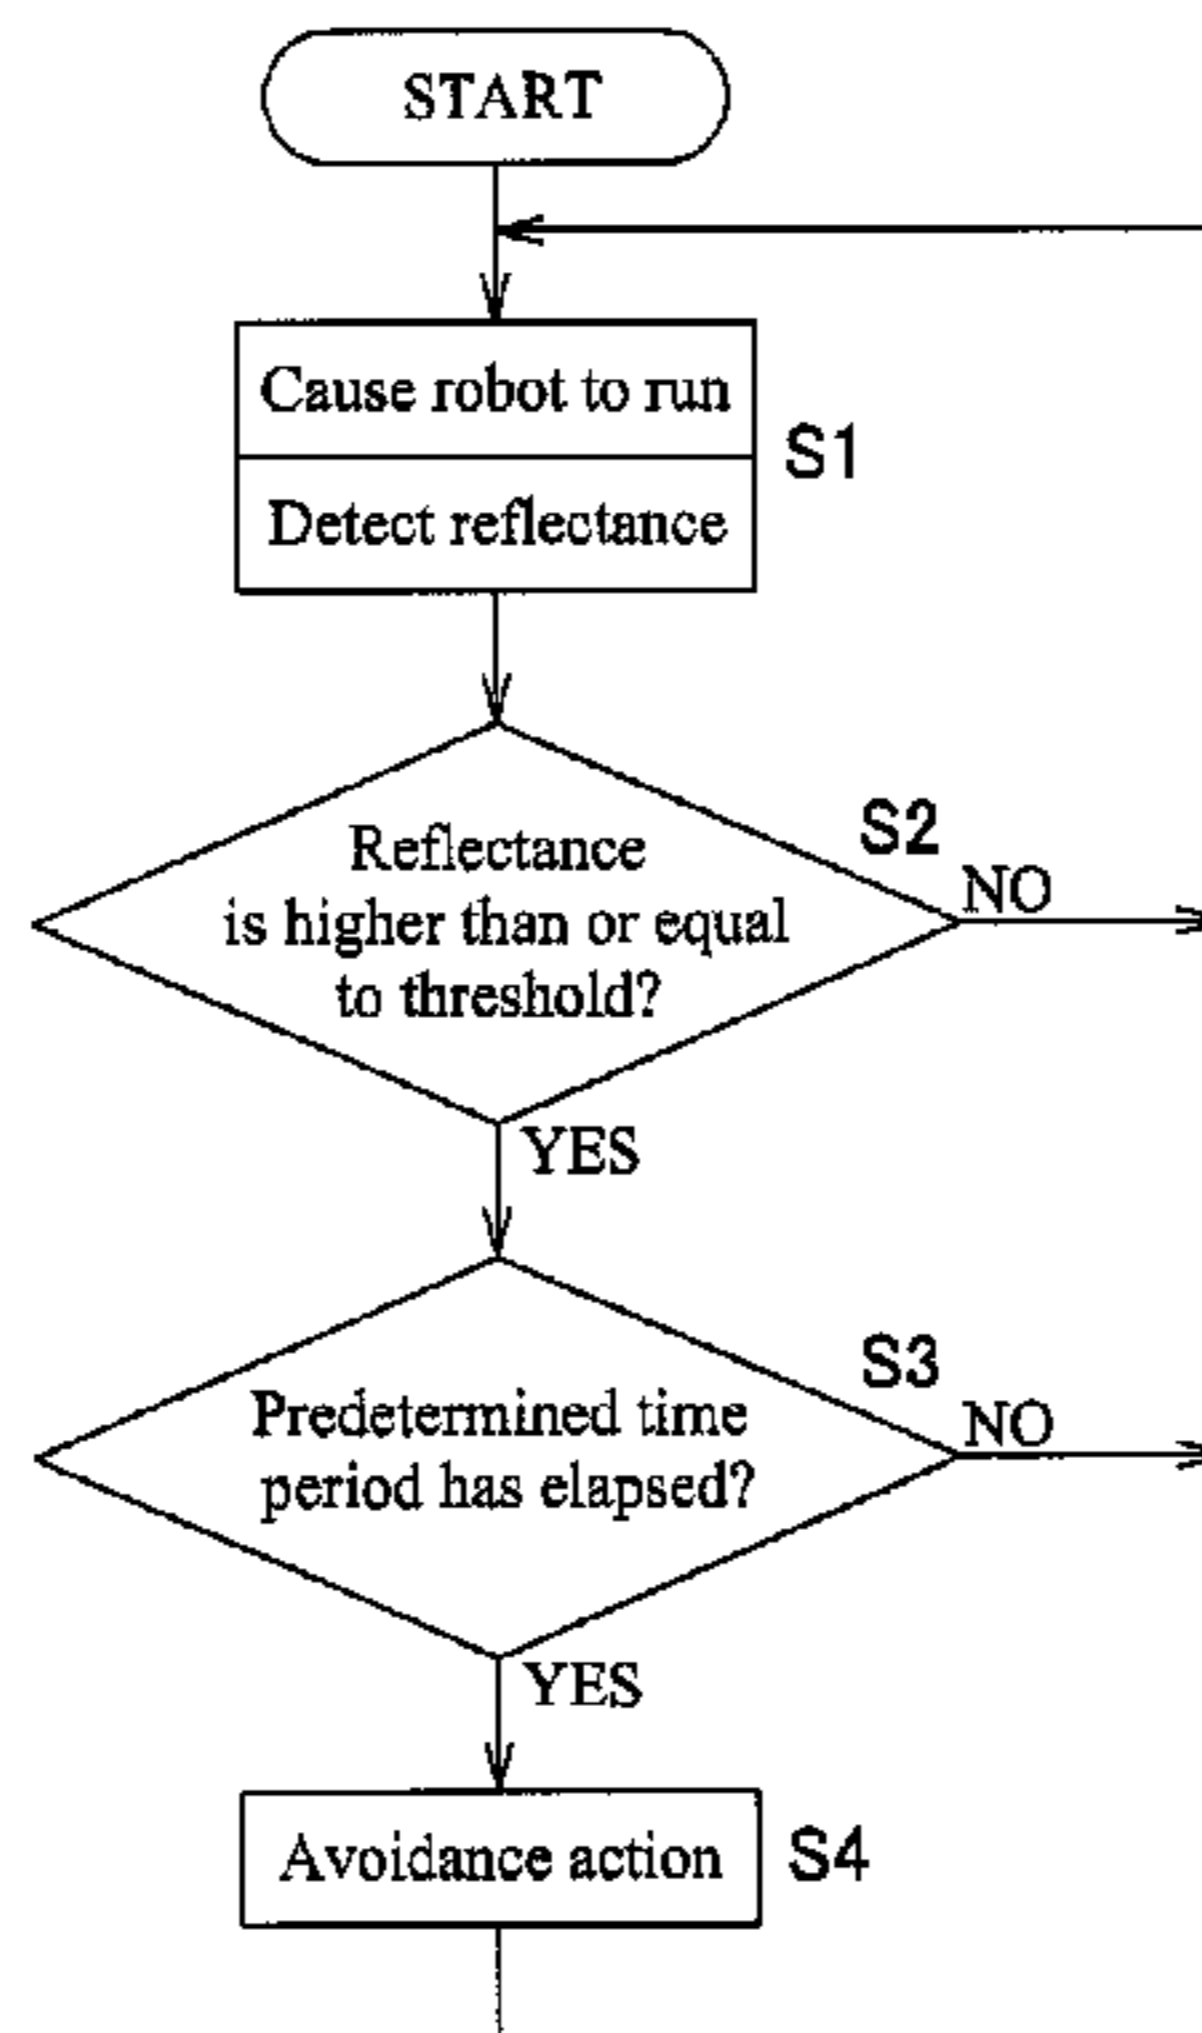 START
Cause robot to run
S1
Detect reflectance
S2
Reflectance
is higher than or equal
to threshold?
NO
YES
S3
Predetermined time
period has elapsed?
NO
YES
Avoidance action
S4